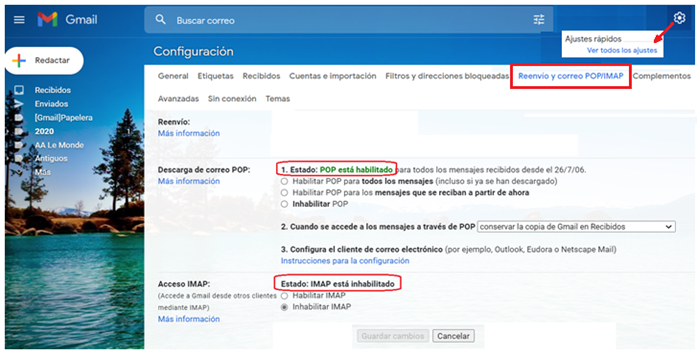 Gmail
Buscar correo
Ajustes rápidos
Ver todos los ajustes
Redactar
Recibidos
Enviados
[Gmail]Papelera
2020
AA Le Monde
Antiguos
Más
Configuración
General Etiquetas Recibidos Cuentas e importación Filtros y direcciones bloqueadas Reenvío y correo POP/IMAP Complementos
Avanzadas Sin conexión Temas
Reenvío:
Más información
Descarga de correo POP:
Más información
1. Estado: POP está habilitado para todos los mensajes recibidos desde el 26/7/06.
Habilitar POP para todos los mensajes (incluso si ya se han descargado)
Habilitar POP para los mensajes que se reciban a partir de ahora
Inhabilitar POP
2. Cuando se accede a los mensajes a través de POP conservar la copia de Gmail en Recibidos
3. Configura el cliente de correo electrónico (por ejemplo, Outlook, Eudora o Netscape Mail)
Instrucciones para la configuración
Acceso IMAP:
(Accede a Gmail desde otros clientes
mediante IMAP)
Más información
Estado: IMAP está inhabilitado
Habilitar IMAP
Inhabilitar IMAP
Guardar cambios Cancelar